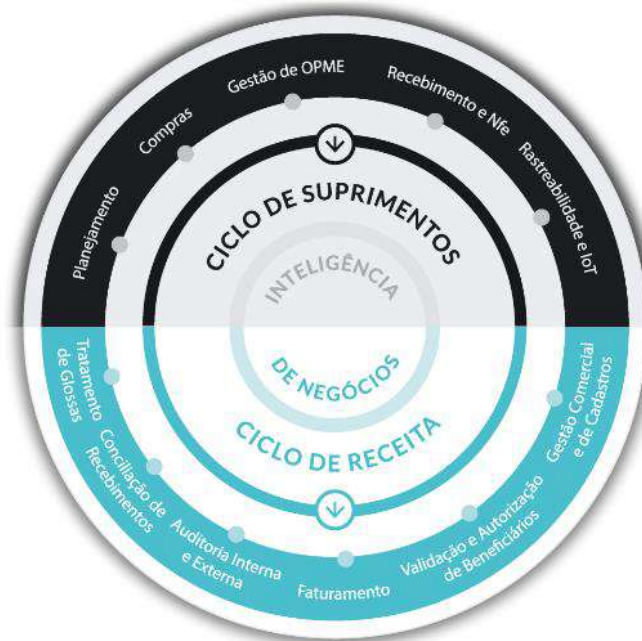 Planejamento
Compras
Gestão de OPME
Recebimento e Nfe
Rastreabilidade e IoT
CICLO DE SUPRIMENTOS
INTELIGÊNCIA
DE NEGÓCIOS
CICLO DE RECEITA
Gestão Comercial
e de Cadastros
Validação e Autorização
de Beneficiários
Faturamento
Auditoria Interna
e Externa
Conciliação de
Recebimentos
Tratamento
de Glossas